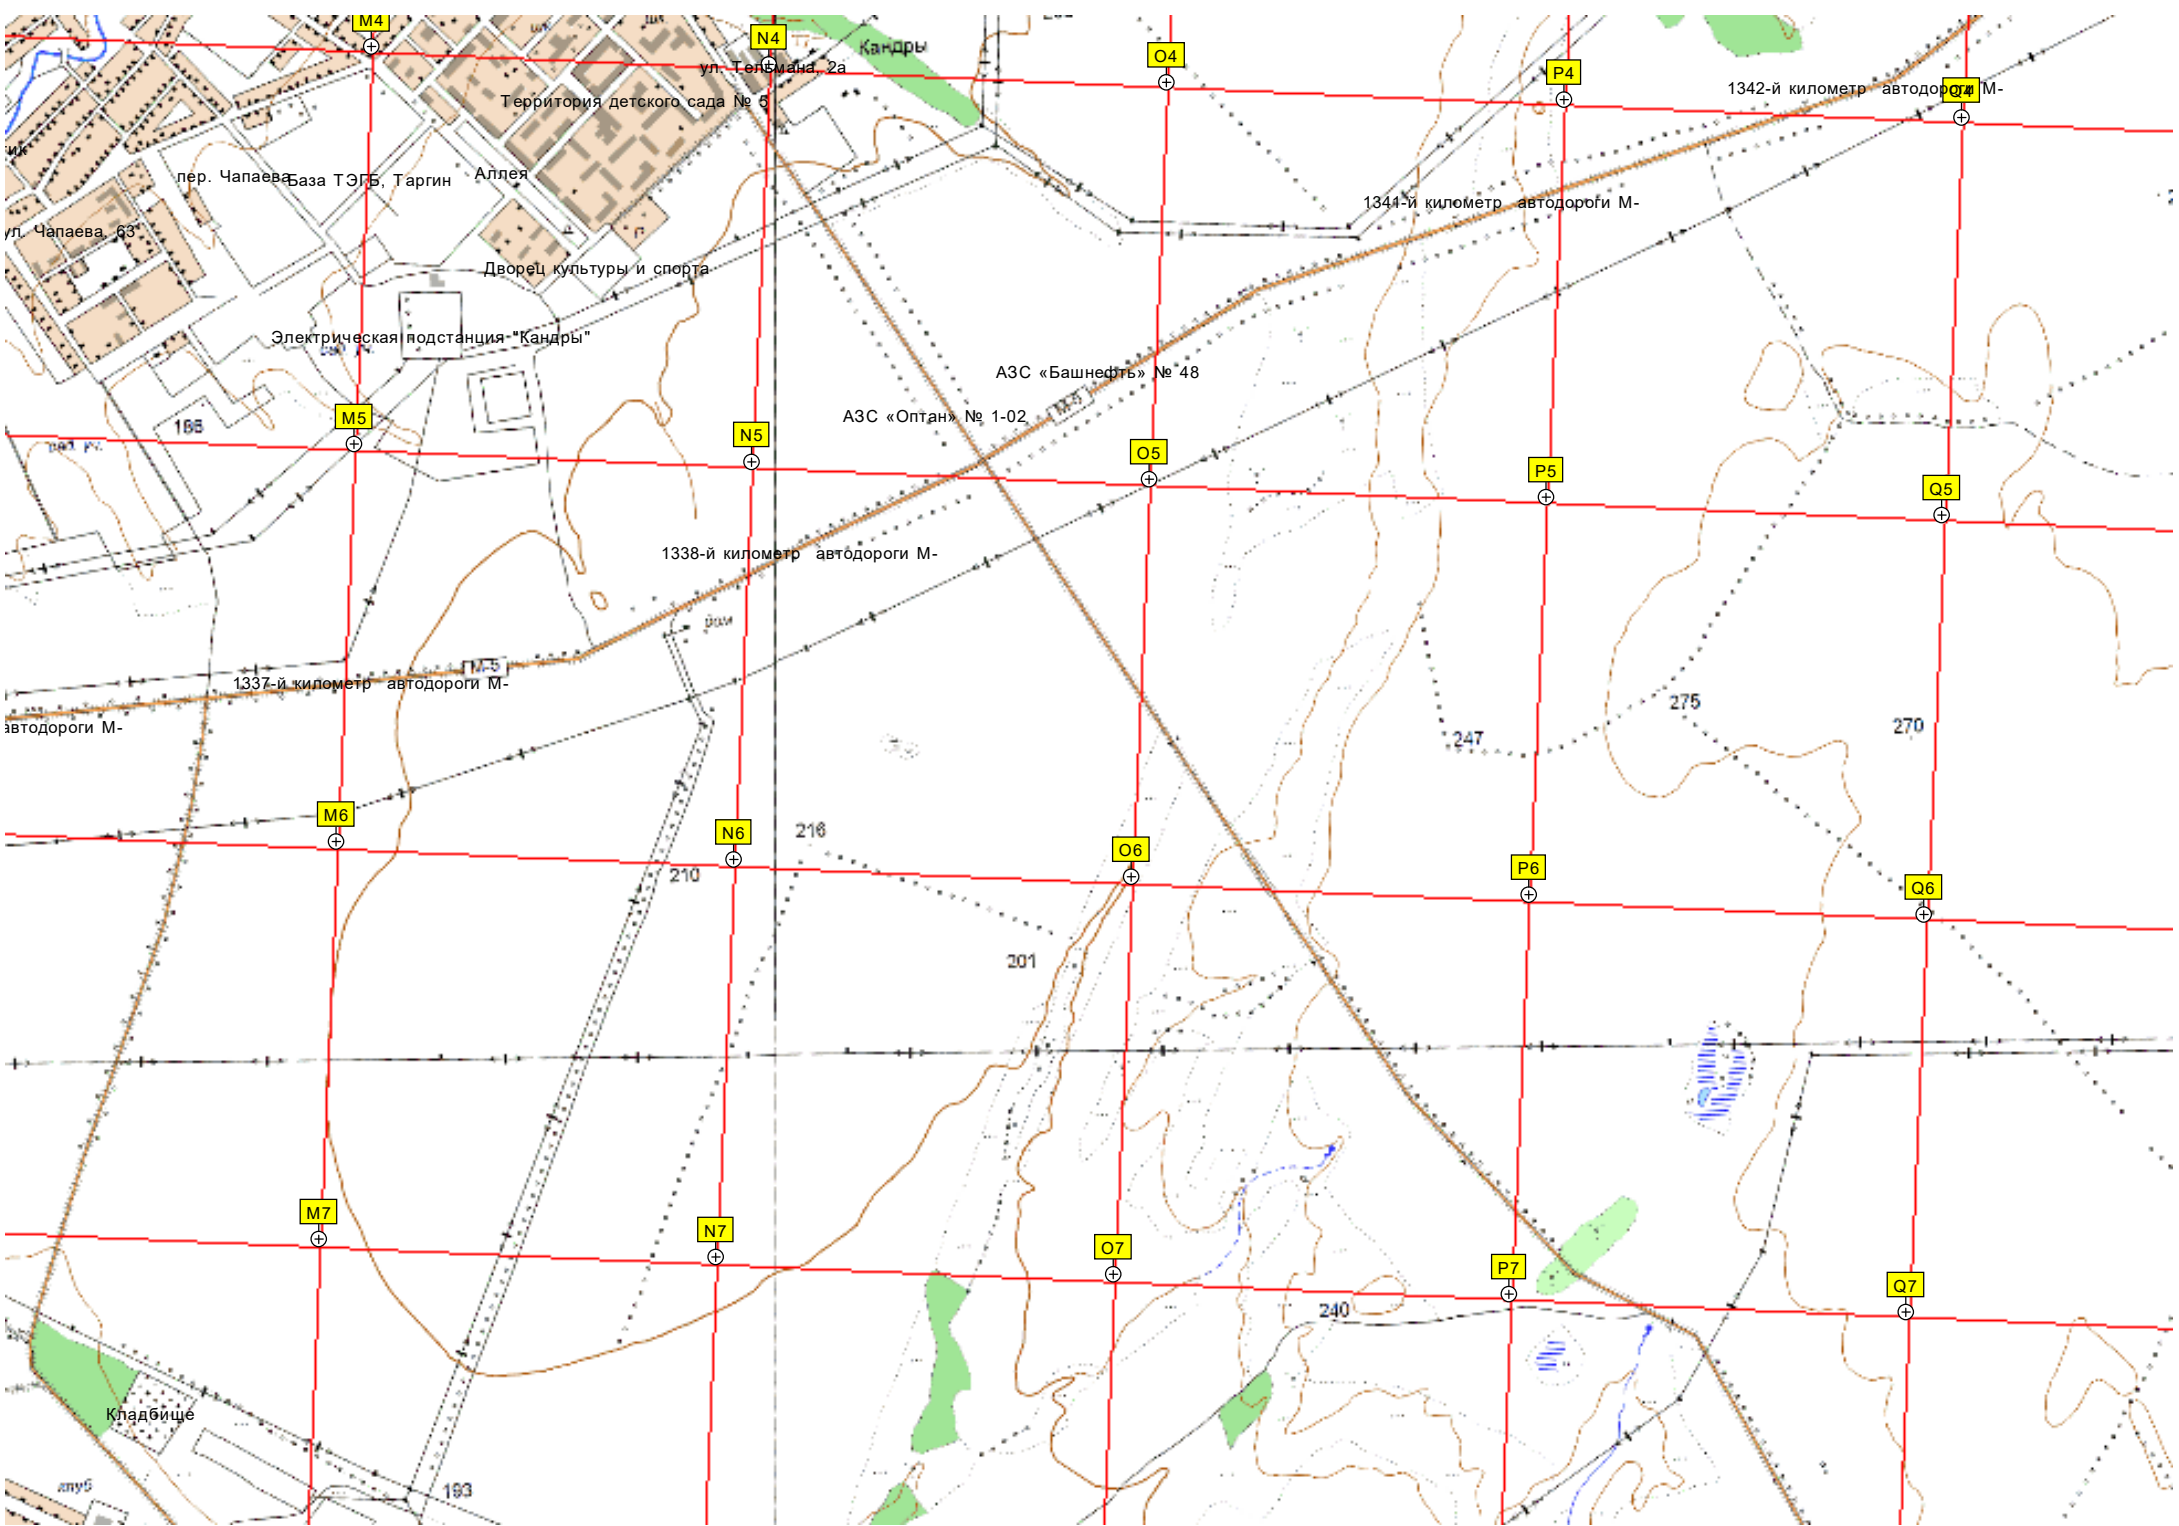 M4
N4
Кандры
O4
ул. Тельмана, 2а
P4
1342-й километр автодороги М-
Q4
Территория детского сада № 5
пер. Чапаева
База ТЭГБ, Таргин
Аллея
1341-й километр автодороги М-
ул. Чапаева, 63
Дворец культуры и спорта
Электрическая подстанция "Кандры"
АЗС «Башнефть» № 48
М-5
АЗС «Оптан» № 1-02
M5
186
N5
O5
P5
Q5
1338-й километр автодороги М-
дом
М-5
1337-й километр автодороги М-
автодороги М-
275
270
247
M6
N6
216
O6
P6
Q6
210
201
M7
N7
O7
P7
Q7
240
Кладбище
клуб
193